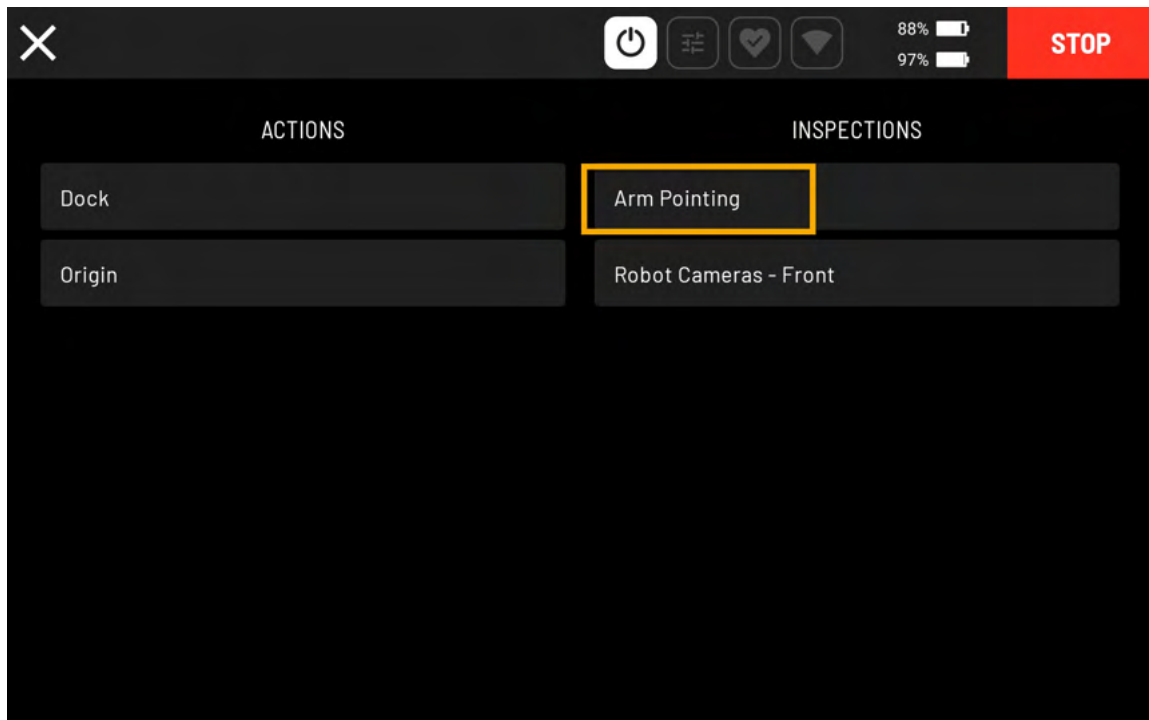 88%
97%
STOP
ACTIONS
INSPECTIONS
Dock
Arm Pointing
Origin
Robot Cameras - Front